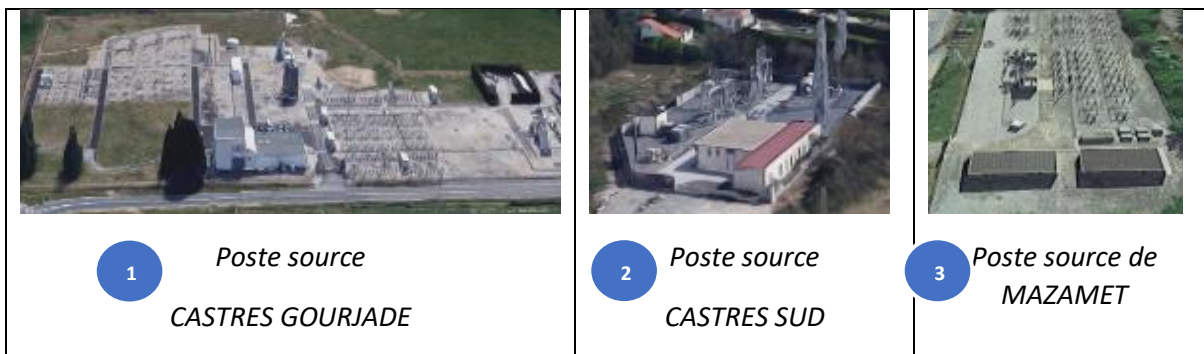 1
Poste source
CASTRES GOURJADE
2
Poste source
CASTRES SUD
3
Poste source de
MAZAMET